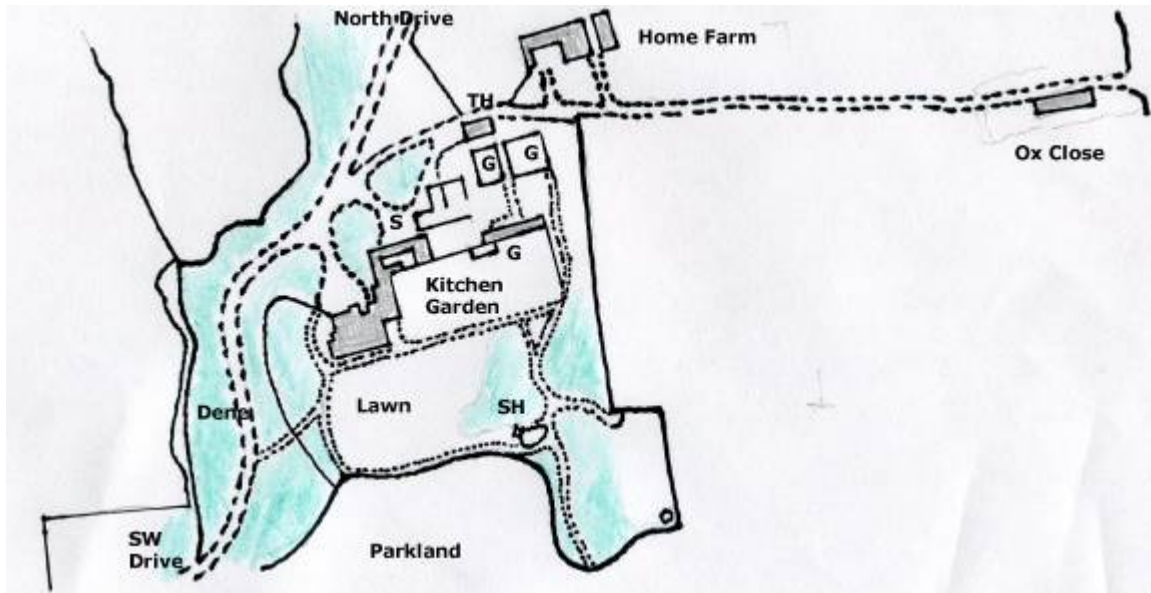 North Drive
Home Farm
TH
Ox Close
G
G
S
G
Kitchen
Garden
Dene
Lawn
SH
SW
Drive
Parkland